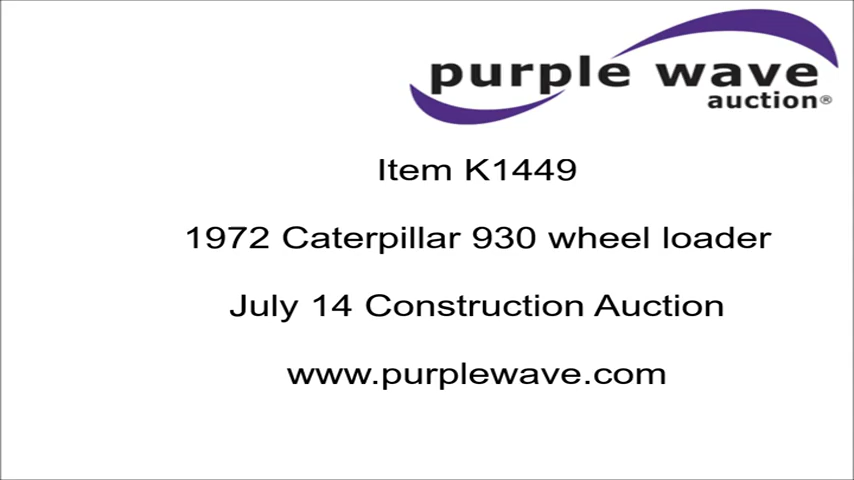 purple wave
auction®
Item K1449
1972 Caterpillar 930 wheel loader
July 14 Construction Auction
www.purplewave.com